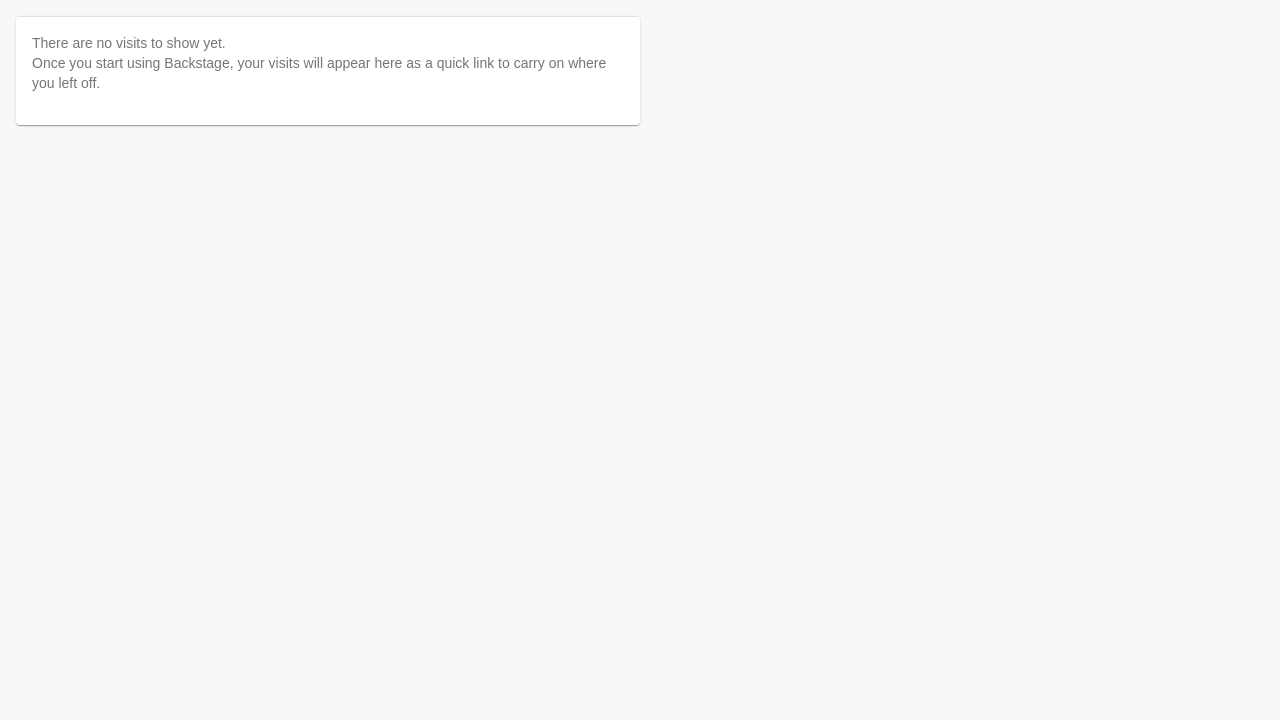 There are no visits to show yet.
Once you start using Backstage, your visits will appear here as a quick link to carry on where
you left off.